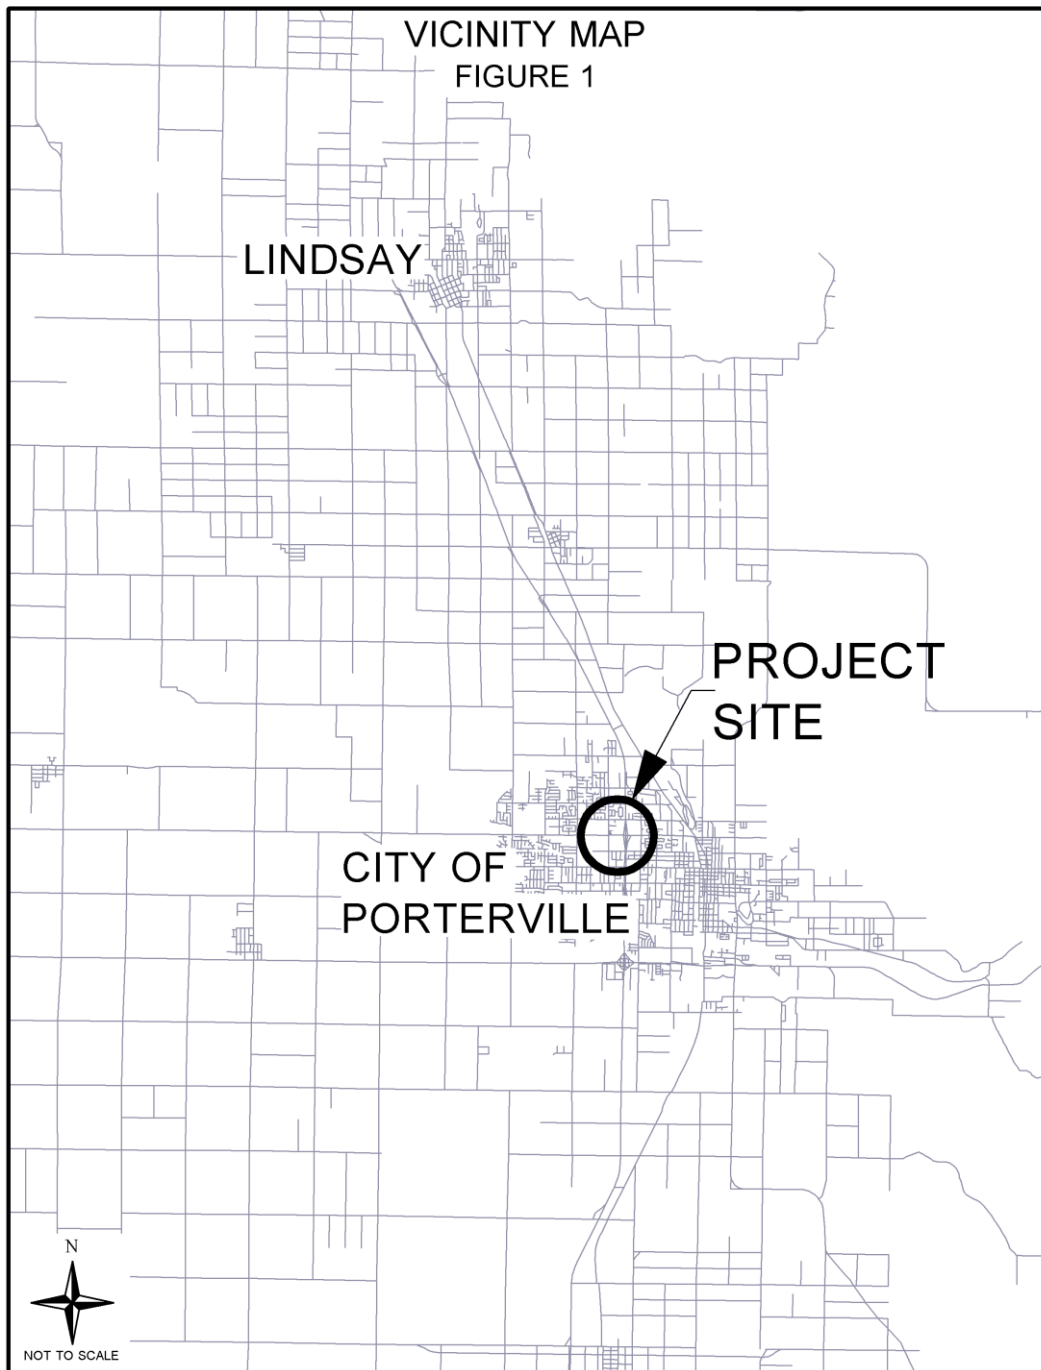 VICINITY MAP
FIGURE 1
LINDSAY
PROJECT
SITE
CITY OF
PORTERVILLE
N
NOT TO SCALE